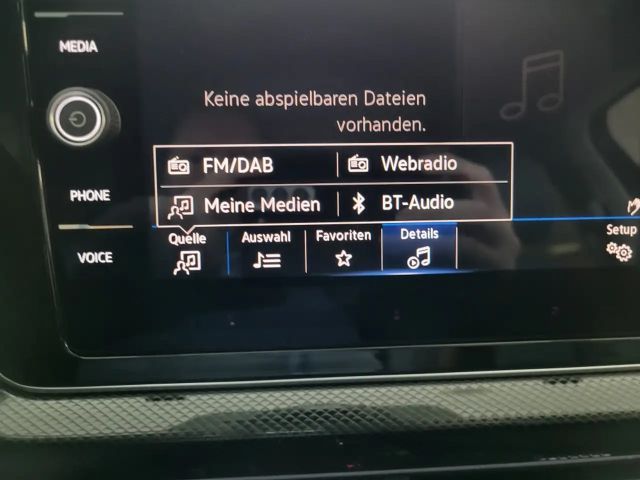 MEDIA
Keine abspielbaren Dateien
vorhanden.
FM/DAB
Webradio
PHONE
Meine Medien
BT-Audio
Quelle
Auswahl
Favoriten
Details
Setup
VOICE